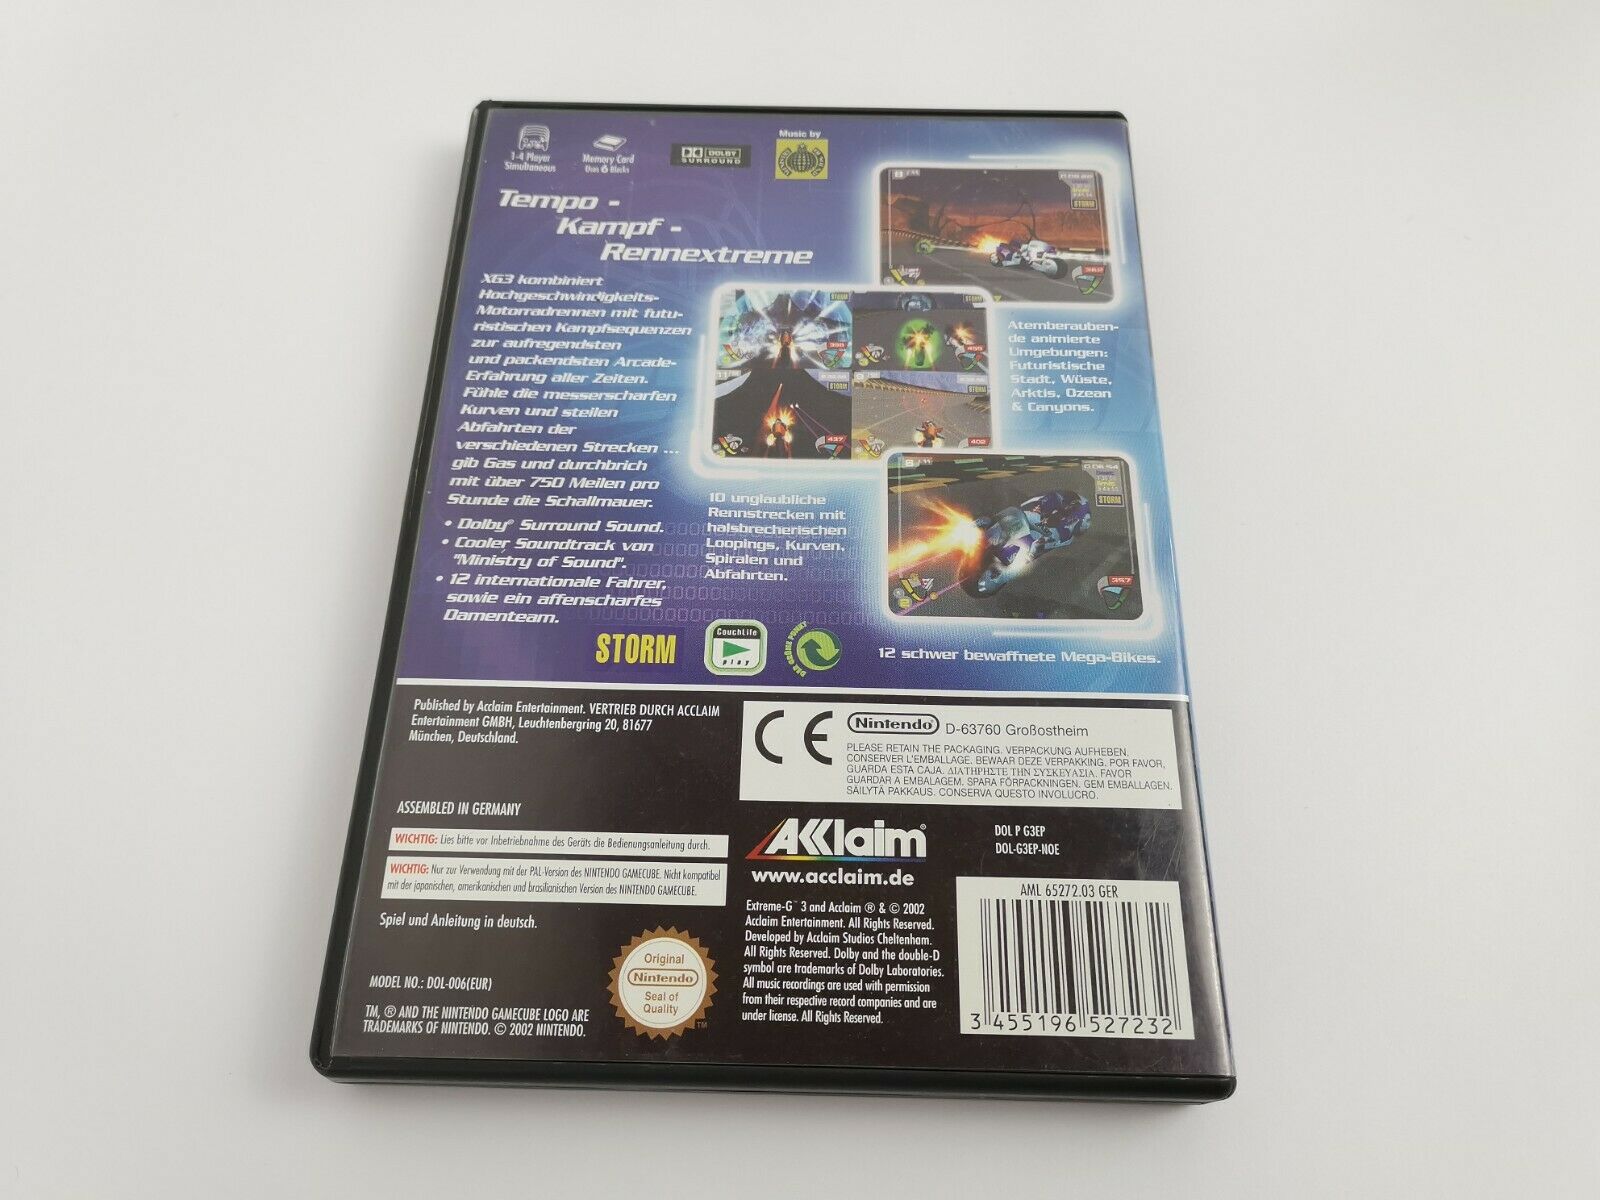 1-4 Player
Simultaneous
Memory Card
Uses 6 Blocks
DOLBY
SURROUND
Music by
Tempo -
Kampf -
Rennextreme
XG3 kombiniert
Hochgeschwindigkeits-
Motorradrennen mit futu-
ristischen Kampfsequenzen
zur aufregendsten
und packendsten Arcade-
Erfahrung aller Zeiten.
Fühle die messerscharfen
Kurven und steilen
Abfahrten der
verschiedenen Strecken ...
gib Gas und durchbrich
mit über 750 Meilen pro
Stunde die Schallmauer.
• Dolby® Surround Sound.
• Cooler Soundtrack von
"Ministry of Sound".
• 12 internationale Fahrer,
sowie ein affenscharfes
Damenteam.
Atemberauben-
de animierte
Umgebungen:
Futuristische
Stadt, Wüste,
Arktis, Ozean
& Canyons.
10 unglaubliche
Rennstrecken mit
halsbrecherischen
Loopings, Kurven,
Spiralen und
Abfahrten.
12 schwer bewaffnete Mega-Bikes.
STORM
CouchLife
play
DER GRÜNE PUNKT
Published by Acclaim Entertainment. VERTRIEB DURCH ACCLAIM
Entertainment GMBH, Leuchtenbergring 20, 81677
München, Deutschland.
ASSEMBLED IN GERMANY
WICHTIG: Lies bitte vor Inbetriebnahme des Geräts die Bedienungsanleitung durch.
WICHTIG: Nur zur Verwendung mit der PAL-Version des NINTENDO GAMECUBE. Nicht kompatibel
mit der japanischen, amerikanischen und brasilianischen Version des NINTENDO GAMECUBE.
Spiel und Anleitung in deutsch.
MODEL NO.: DOL-006(EUR)
TM, ® AND THE NINTENDO GAMECUBE LOGO ARE
TRADEMARKS OF NINTENDO. © 2002 NINTENDO.
Original
Nintendo
Seal of
Quality
TM
CE
Nintendo® D-63760 Großostheim
PLEASE RETAIN THE PACKAGING. VERPACKUNG AUFHEBEN.
CONSERVER L'EMBALLAGE. BEWAAR DEZE VERPAKKING. POR FAVOR,
GUARDA ESTA CAJA. ΔΙΑΤΗΡΗΣΤΕ ΤΗΝ ΣΥΣΚΕΥΑΣΙΑ. FAVOR
GUARDAR A EMBALAGEM. SPARA FÖRPACKNINGEN. GEM EMBALLAGEN.
SÄILYTÄ PAKKAUS. CONSERVA QUESTO INVOLUCRO.
AKKlaim®
www.acclaim.de
DOL P G3EP
DOL-G3EP-NOE
Extreme-G™ 3 and Acclaim ® & © 2002
Acclaim Entertainment. All Rights Reserved.
Developed by Acclaim Studios Cheltenham.
All Rights Reserved. Dolby and the double-D
symbol are trademarks of Dolby Laboratories.
All music recordings are used with permission
from their respective record companies and are
under license. All Rights Reserved.
AML 65272.03 GER
3 455196 527232